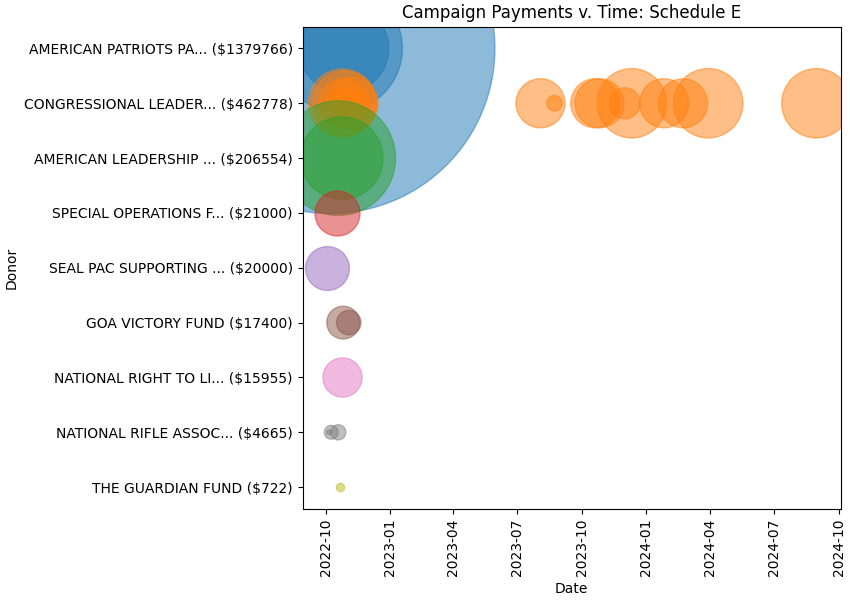 Campaign Payments v. Time: Schedule E
AMERICAN PATRIOTS PA... ($1379766)
CONGRESSIONAL LEADER... ($462778)
AMERICAN LEADERSHIP ... ($206554)
SPECIAL OPERATIONS F... ($21000)
SEAL PAC SUPPORTING ... ($20000)
GOA VICTORY FUND ($17400)
NATIONAL RIGHT TO LI... ($15955)
NATIONAL RIFLE ASSOC... ($4665)
THE GUARDIAN FUND ($722)
Donor
2022-10
2023-01
2023-04
2023-07
2023-10
2024-01
2024-04
2024-07
2024-10
Date